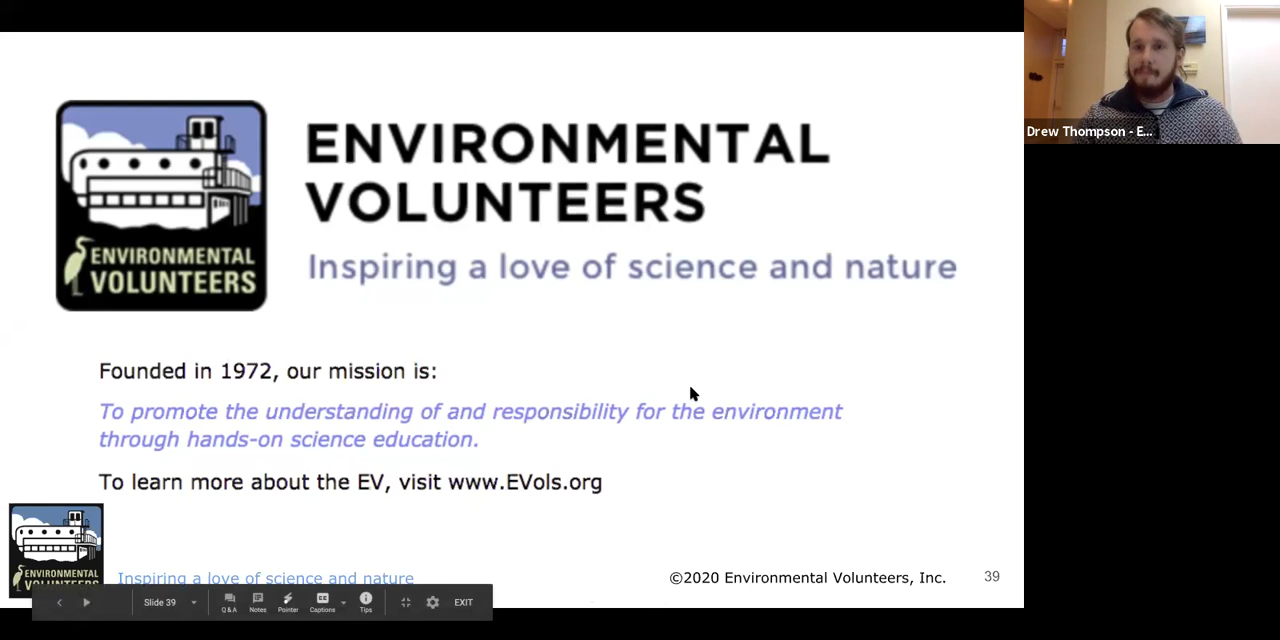 Drew Thompson - E...
ENVIRONMENTAL
VOLUNTEERS
Inspiring a love of science and nature
ENVIRONMENTAL
VOLUNTEERS
Founded in 1972, our mission is:
To promote the understanding of and responsibility for the environment
through hands-on science education.
To learn more about the EV, visit www.EVols.org
ENVIRONMENTAL
VOLUNTEERS
Inspiring a love of science and nature
©2020 Environmental Volunteers, Inc.
39
Slide 39
Q & A
Notes
Pointer
CC
Captions
Tips
EXIT